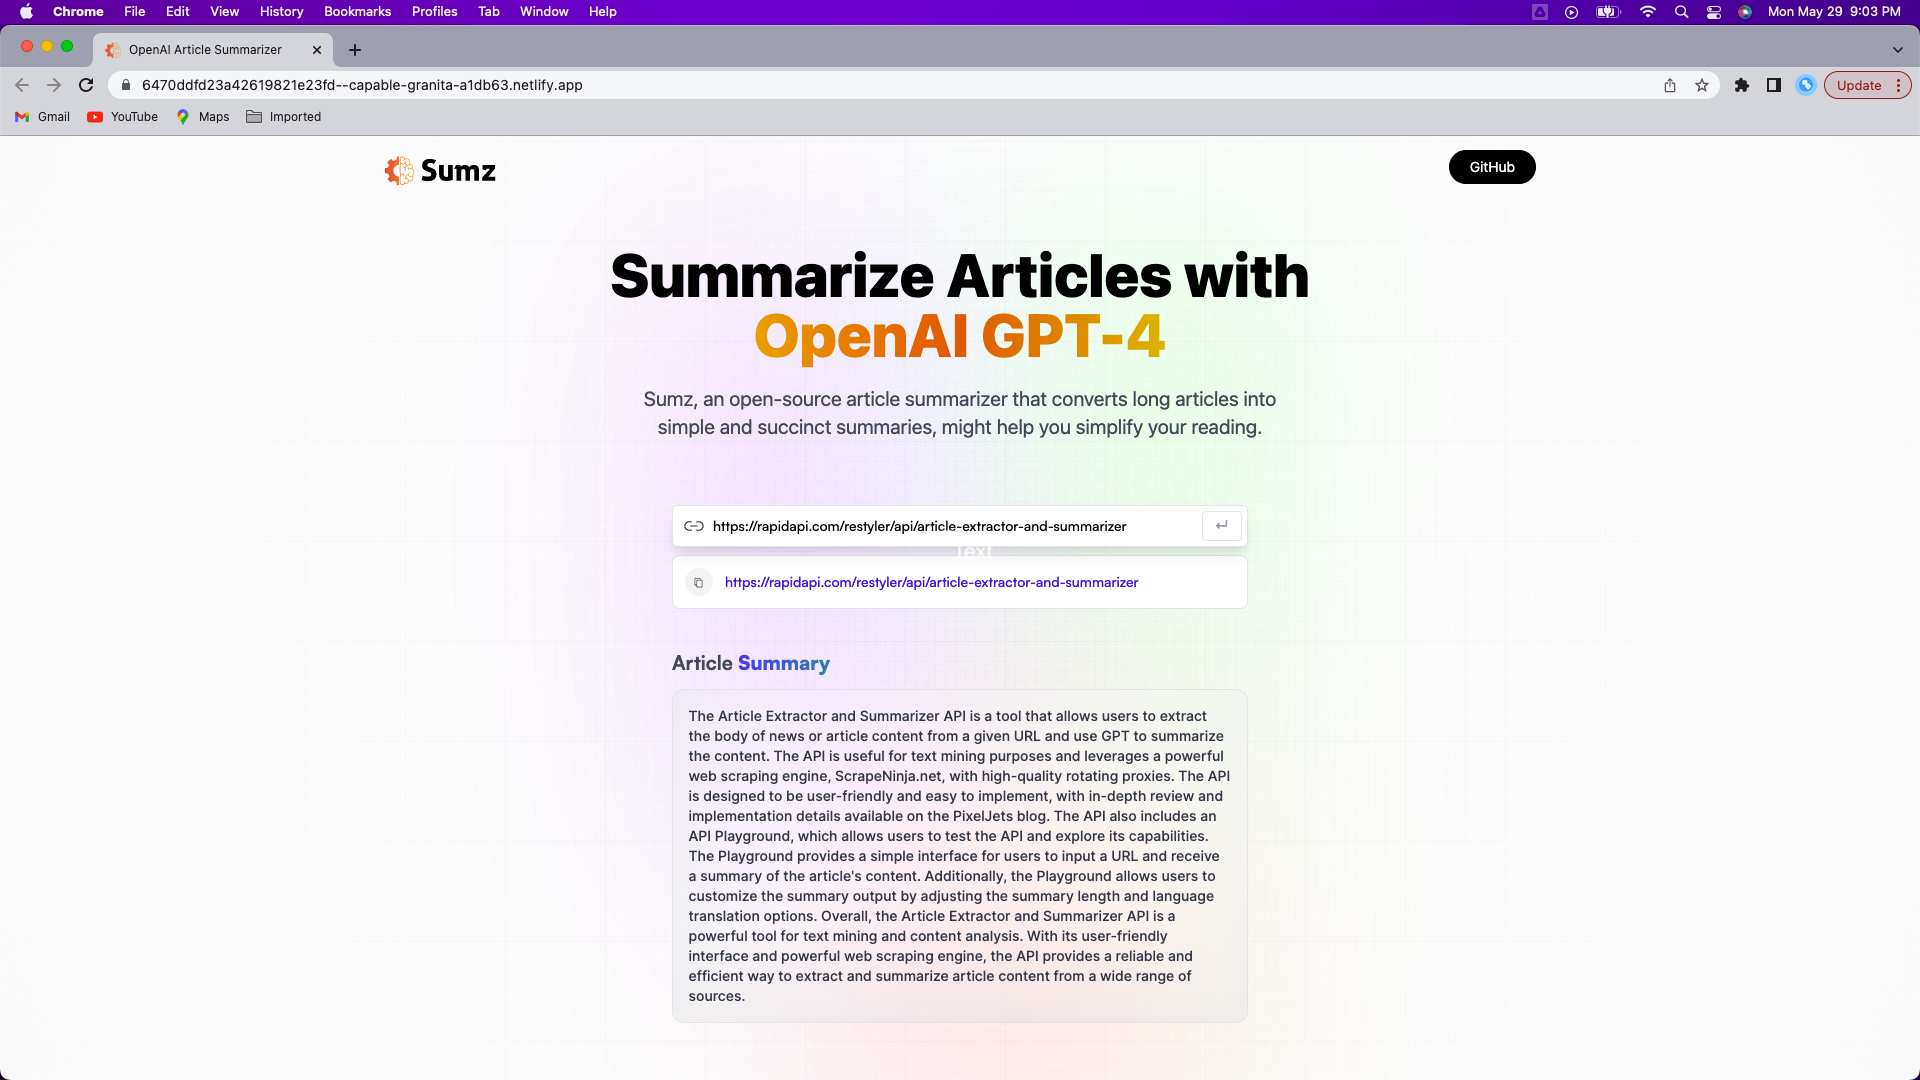 Chrome File Edit View History Bookmarks Profiles Tab Window Help Mon May 29 9:03 PM
OpenAI Article Summarizer
6470ddfd23a42619821e23fd--capable-granita-a1db63.netlify.app Update
Gmail YouTube Maps Imported
Sumz GitHub
Summarize Articles with
OpenAI GPT-4
Sumz, an open-source article summarizer that converts long articles into
simple and succinct summaries, might help you simplify your reading.
https://rapidapi.com/restyler/api/article-extractor-and-summarizer
Text
https://rapidapi.com/restyler/api/article-extractor-and-summarizer
Article Summary
The Article Extractor and Summarizer API is a tool that allows users to extract
the body of news or article content from a given URL and use GPT to summarize
the content. The API is useful for text mining purposes and leverages a powerful
web scraping engine, ScrapeNinja.net, with high-quality rotating proxies. The API
is designed to be user-friendly and easy to implement, with in-depth review and
implementation details available on the PixelJets blog. The API also includes an
API Playground, which allows users to test the API and explore its capabilities.
The Playground provides a simple interface for users to input a URL and receive
a summary of the article's content. Additionally, the Playground allows users to
customize the summary output by adjusting the summary length and language
translation options. Overall, the Article Extractor and Summarizer API is a
powerful tool for text mining and content analysis. With its user-friendly
interface and powerful web scraping engine, the API provides a reliable and
efficient way to extract and summarize article content from a wide range of
sources.